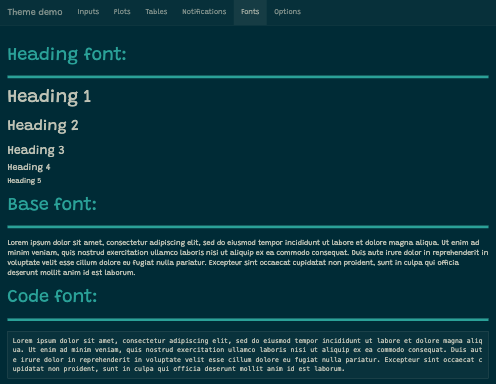 Theme demo Inputs Plots Tables Notifications Fonts Options
Heading font:
Heading 1
Heading 2
Heading 3
Heading 4
Heading 5
Base font:
Lorem ipsum dolor sit amet, consectetur adipiscing elit, sed do eiusmod tempor incididunt ut labore et dolore magna aliqua. Ut enim ad
minim veniam, quis nostrud exercitation ullamco laboris nisi ut aliquip ex ea commodo consequat. Duis aute irure dolor in reprehenderit in
voluptate velit esse cillum dolore eu fugiat nulla pariatur. Excepteur sint occaecat cupidatat non proident, sunt in culpa qui officia
deserunt mollit anim id est laborum.
Code font:
Lorem ipsum dolor sit amet, consectetur adipiscing elit, sed do eiusmod tempor incididunt ut labore et dolore magna aliq
ua. Ut enim ad minim veniam, quis nostrud exercitation ullamco laboris nisi ut aliquip ex ea commodo consequat. Duis aut
e irure dolor in reprehenderit in voluptate velit esse cillum dolore eu fugiat nulla pariatur. Excepteur sint occaecat c
upidatat non proident, sunt in culpa qui officia deserunt mollit anim id est laborum.